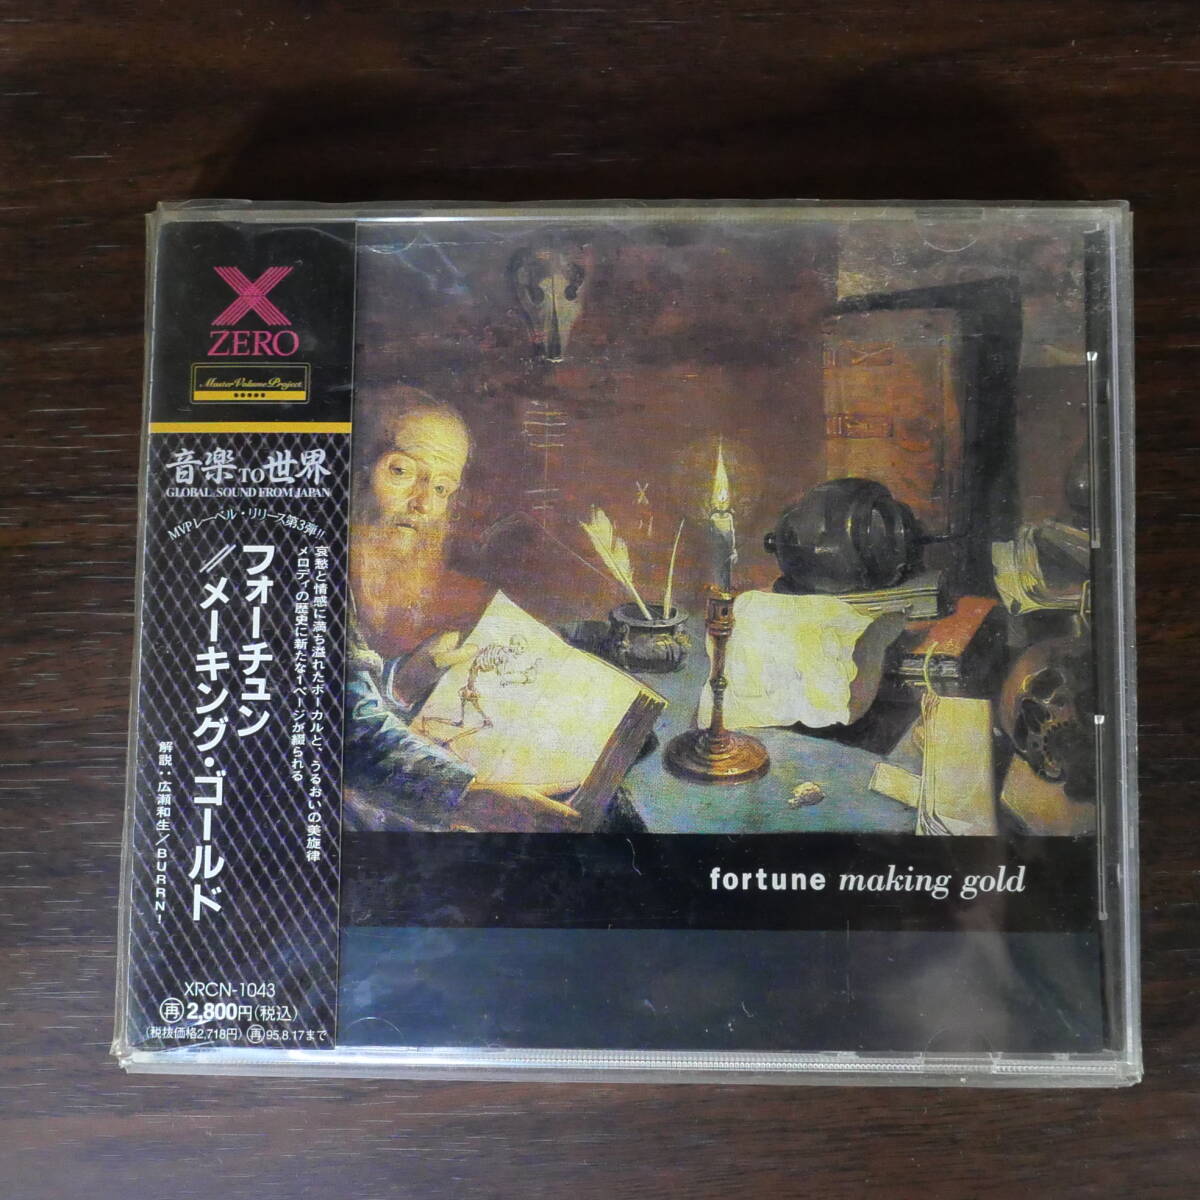 X
ZERO
Master Volume Project
音楽TO世界
GLOBAL SOUND FROM JAPAN
MVPレーベル・リリース第3弾!!
哀愁と情感に満ち溢れたボーカルと、うるおいの美旋律
メロディの歴史に新たな1ページが綴られる
フォーチュン
//メーキング・ゴールド
解説:広瀬和生/BURRN!
XRCN-1043
再2,800円(税込)
(税抜価格2,718円) 再95.8.17まで
fortune making gold